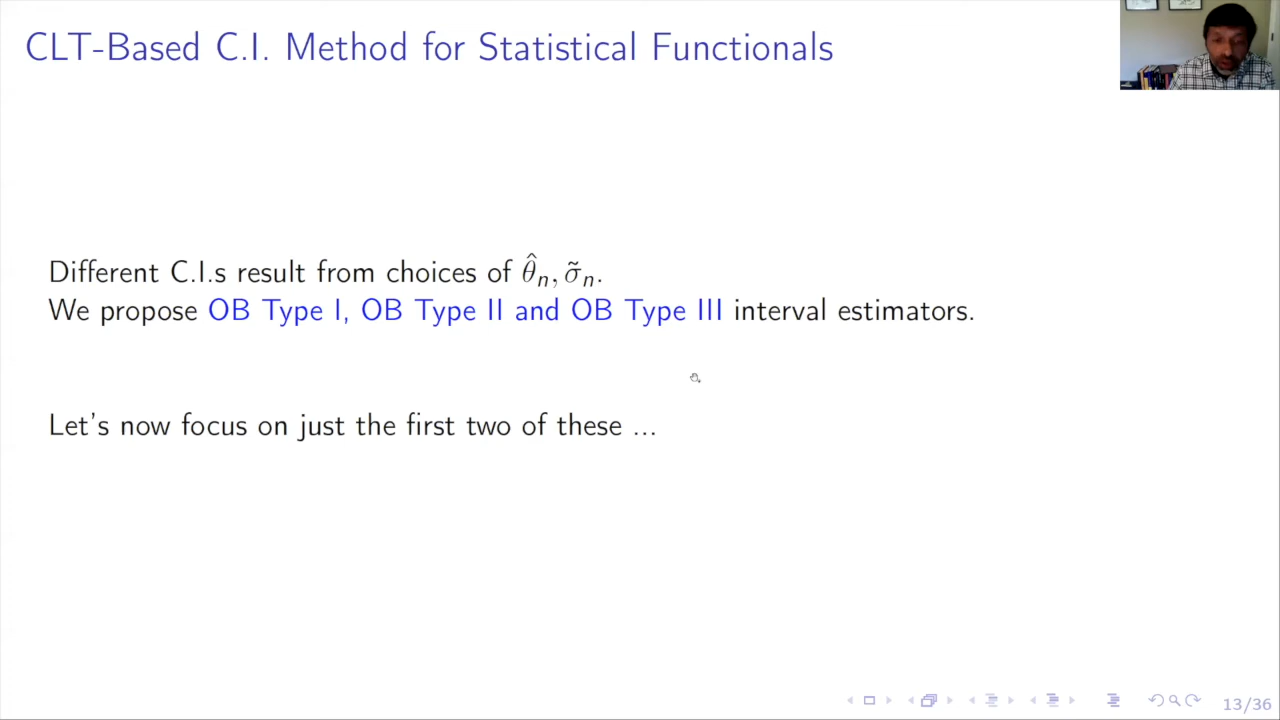 CLT-Based C.I. Method for Statistical Functionals
Different C.I.s result from choices of θ̂ₙ, σ̃ₙ.
We propose OB Type I, OB Type II and OB Type III interval estimators.
Let's now focus on just the first two of these ...
13/36